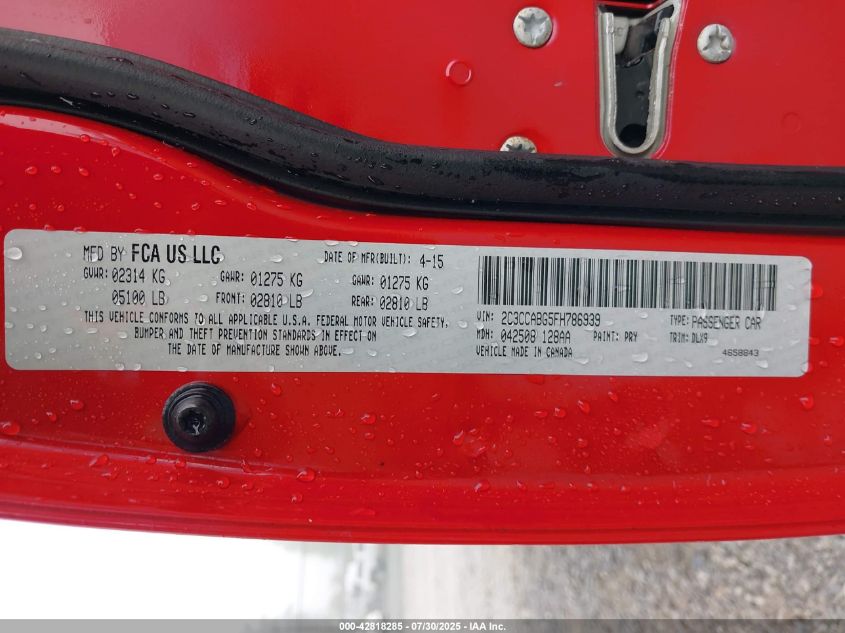 MFD BY FCA US LLC DATE OF MFR(BUILT): 4-15
GVWR: 02314 KG GAWR: 01275 KG GAWR: 01275 KG
05100 LB FRONT: 02810 LB REAR: 02810 LB
THIS VEHICLE CONFORMS TO ALL APPLICABLE U.S.A. FEDERAL MOTOR VEHICLE SAFETY,
BUMPER AND THEFT PREVENTION STANDARDS IN EFFECT ON
THE DATE OF MANUFACTURE SHOWN ABOVE.
VIN: 2C3CCABG5FH786939 TYPE: PASSENGER CAR
MDH: 042508 128AA PAINT: PRY TRIM: DLX9
VEHICLE MADE IN CANADA 4658843
000-42818285 - 07/30/2025 - IAA Inc.